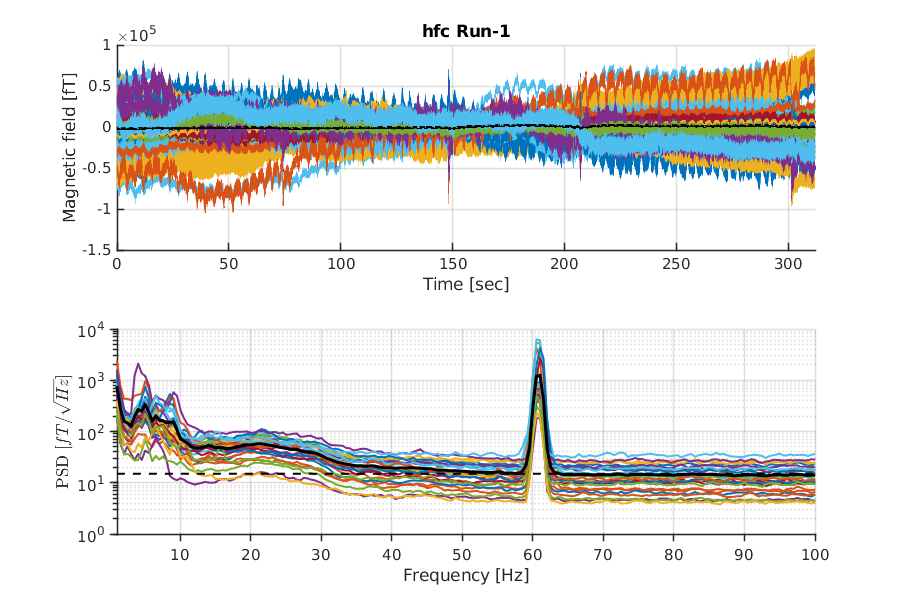 hfc Run-1
×10^5
1
0.5
0
-0.5
-1
-1.5
Magnetic field [fT]
0 50 100 150 200 250 300
Time [sec]
10^4
10^3
10^2
10^1
10^0
PSD [fT/√Hz]
10 20 30 40 50 60 70 80 90 100
Frequency [Hz]